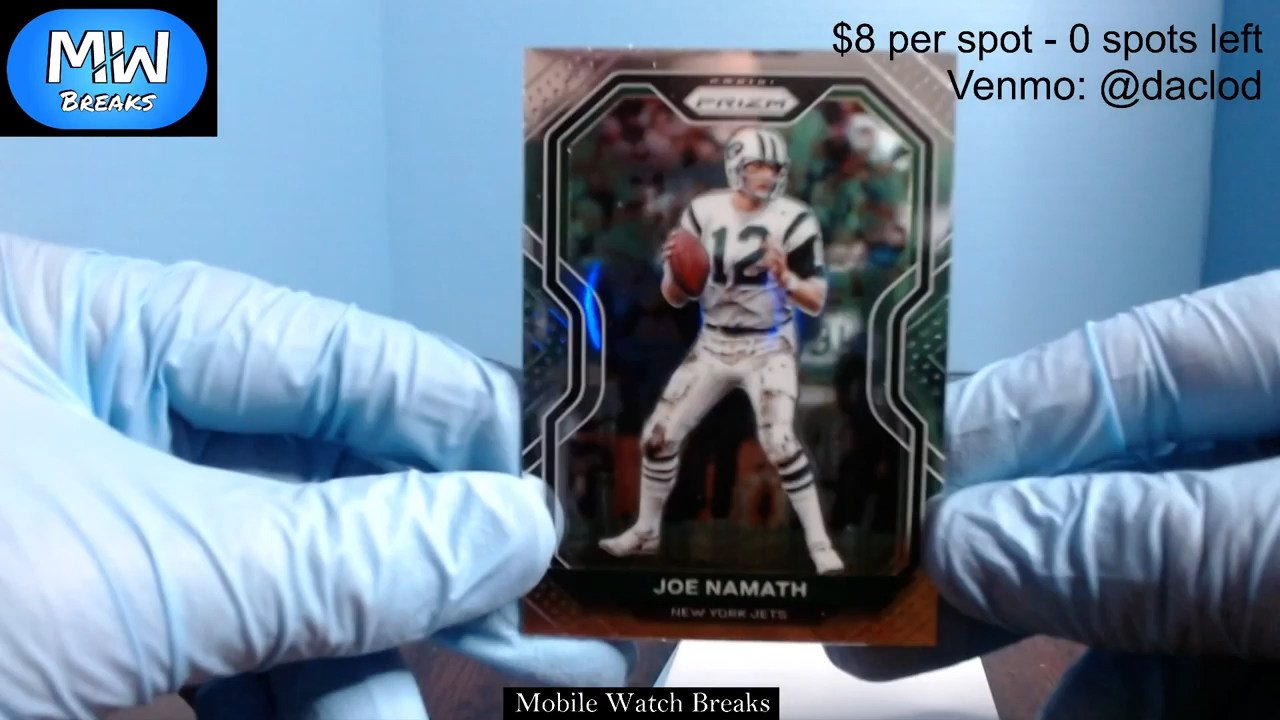 MW
BREAKS
$8 per spot - 0 spots left
Venmo: @daclod
PANINI
PRIZM
12
JOE NAMATH
NEW YORK JETS
Mobile Watch Breaks